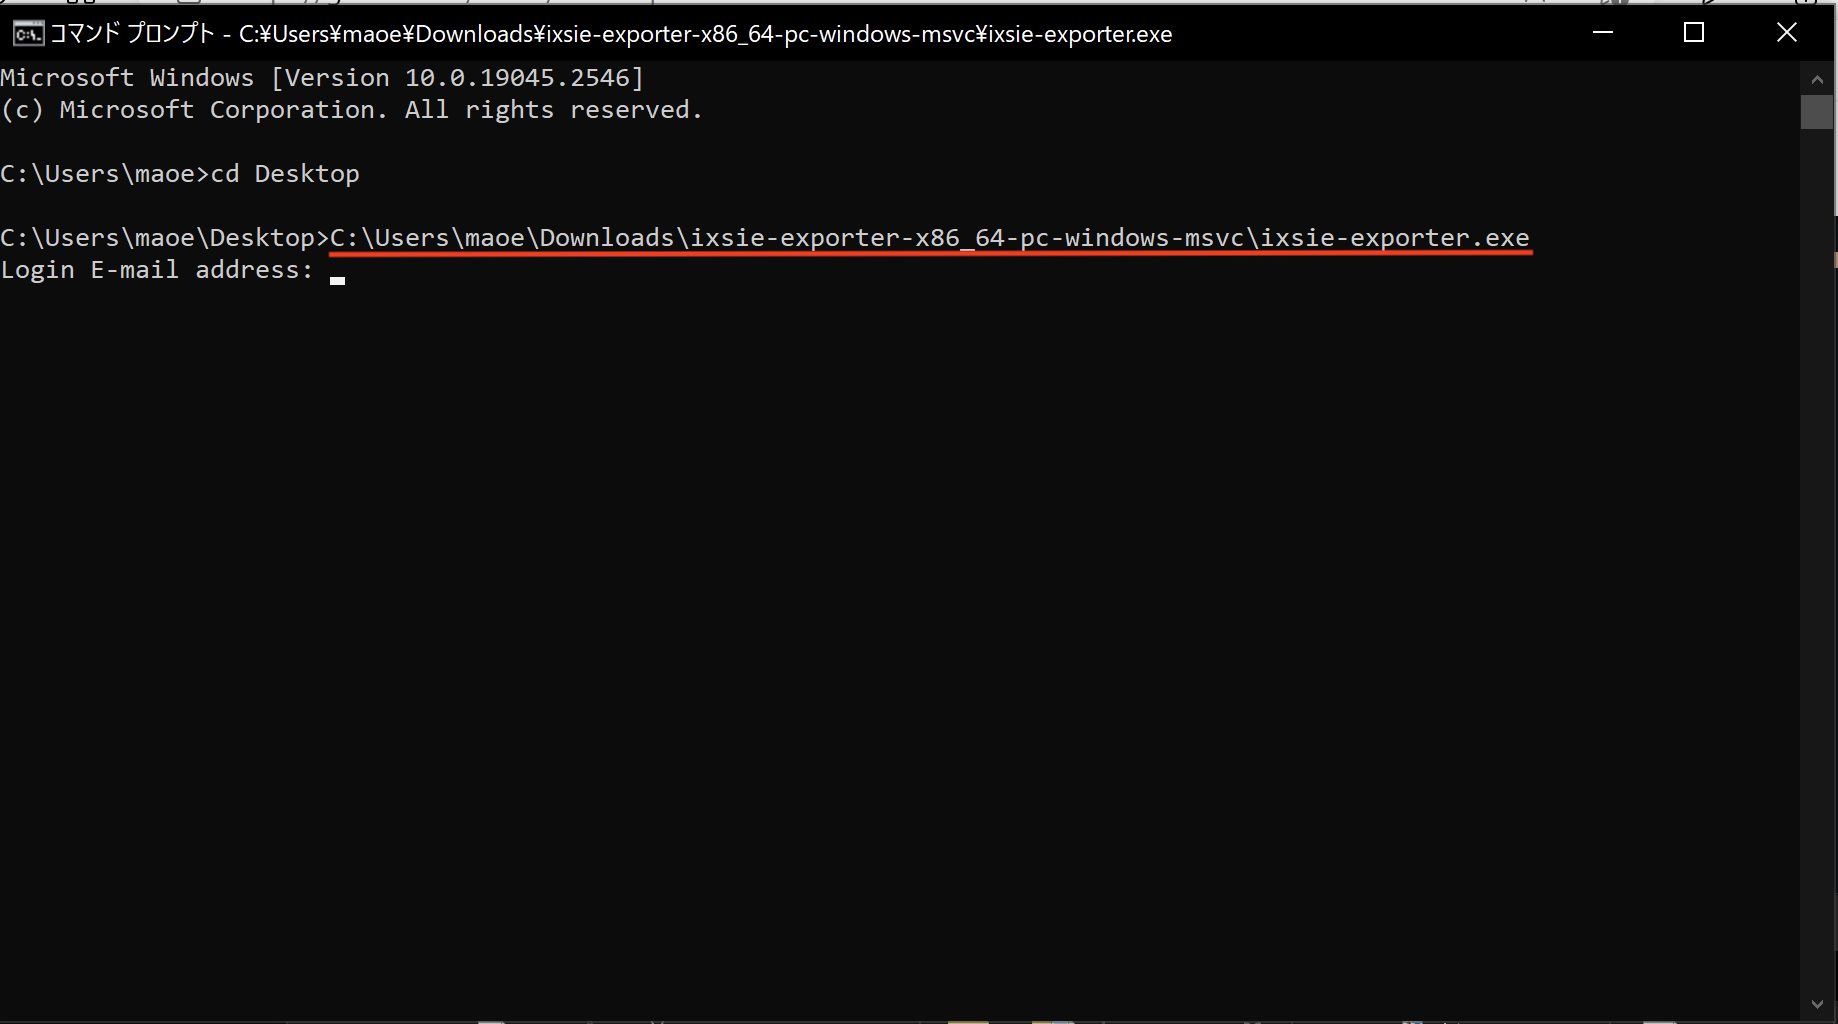 コマンド プロンプト - C:¥Users¥maoe¥Downloads¥ixsie-exporter-x86_64-pc-windows-msvc¥ixsie-exporter.exe
Microsoft Windows [Version 10.0.19045.2546]
(c) Microsoft Corporation. All rights reserved.
C:\Users\maoe>cd Desktop
C:\Users\maoe\Desktop>C:\Users\maoe\Downloads\ixsie-exporter-x86_64-pc-windows-msvc\ixsie-exporter.exe
Login E-mail address: